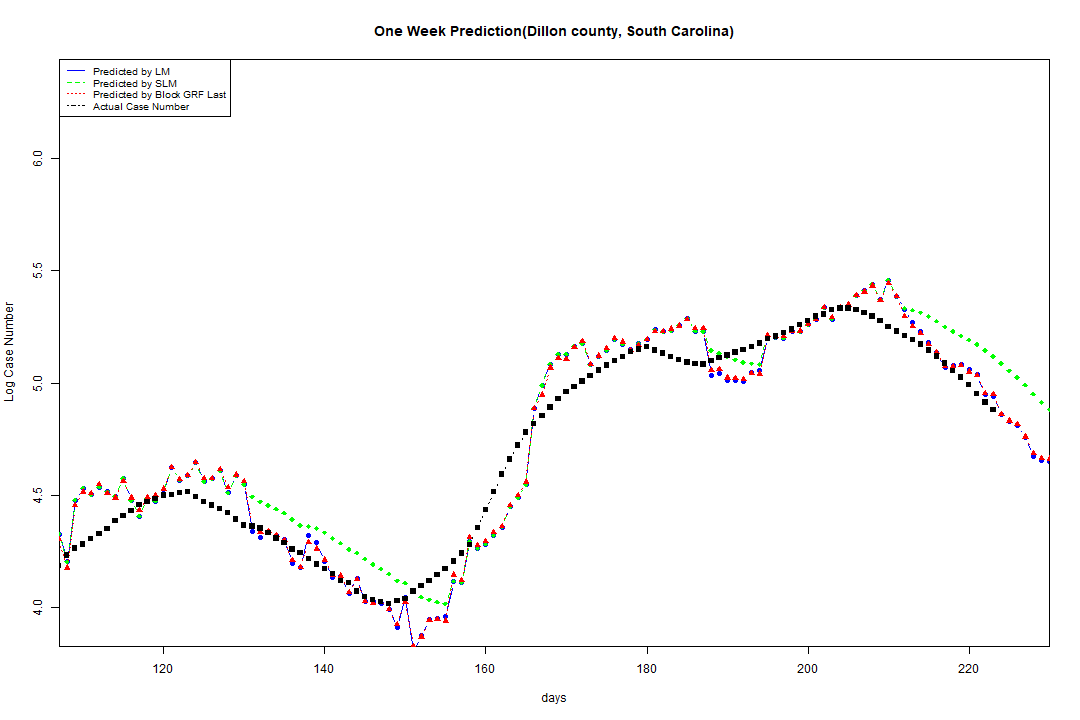 One Week Prediction(Dillon county, South Carolina)
Predicted by LM
Predicted by SLM
Predicted by Block GRF Last
Actual Case Number
6.0
5.5
5.0
4.5
4.0
Log Case Number
120 140 160 180 200 220
days